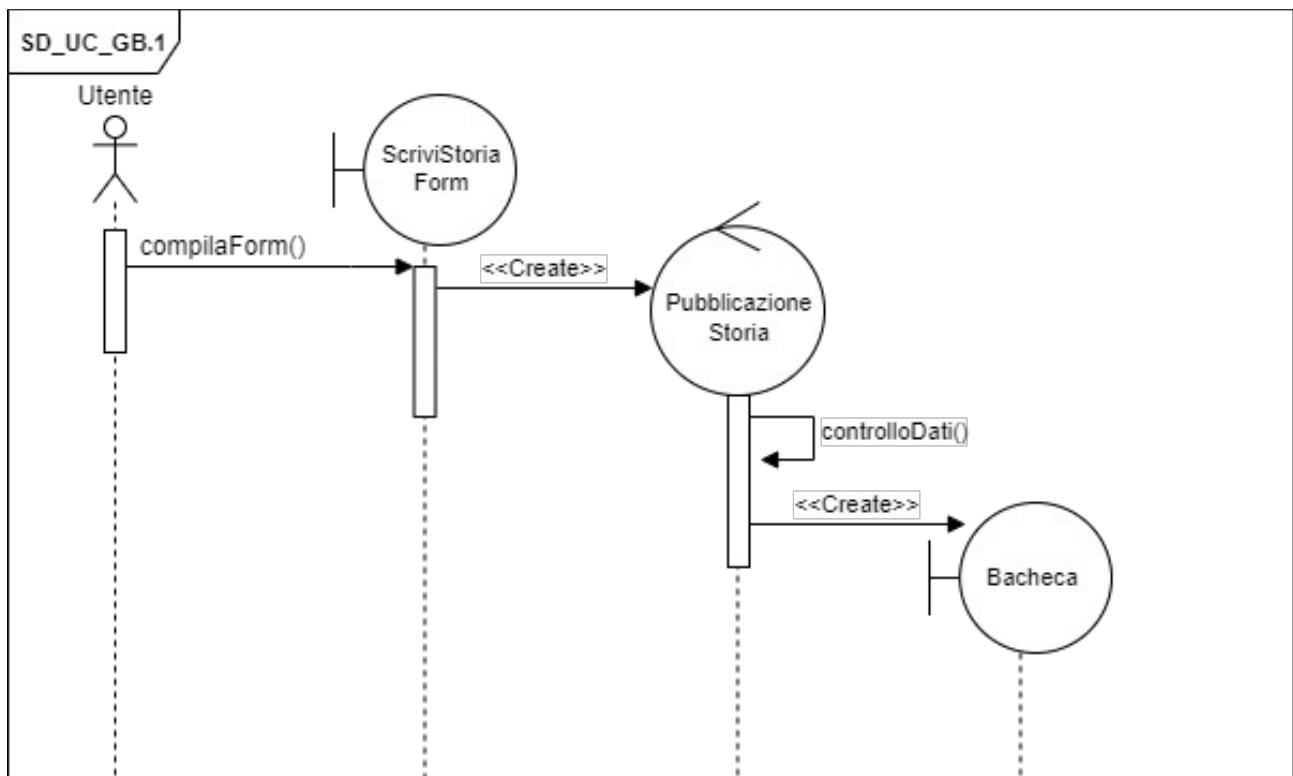 SD_UC_GB.1
Utente
ScriviStoria
Form
compilaForm()
<<Create>>
Pubblicazione
Storia
controlloDati()
<<Create>>
Bacheca